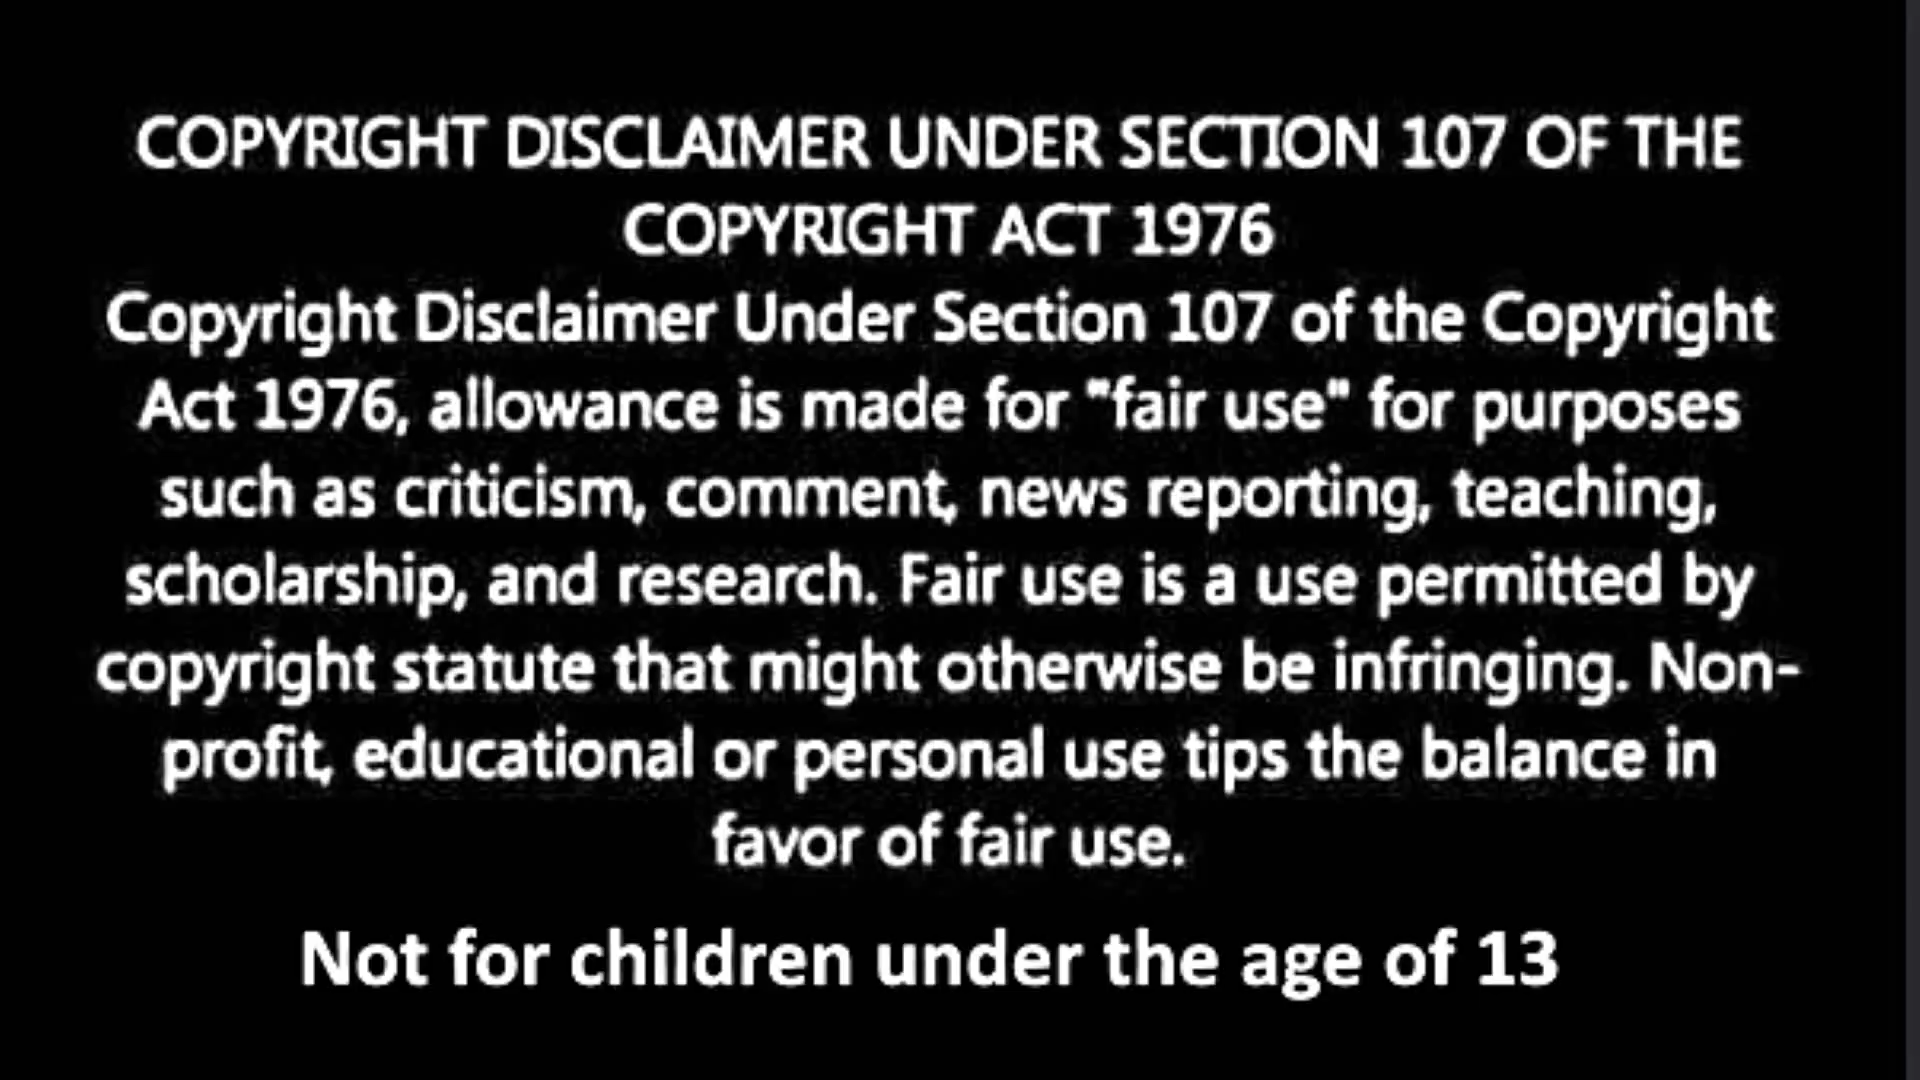 COPYRIGHT DISCLAIMER UNDER SECTION 107 OF THE
COPYRIGHT ACT 1976
Copyright Disclaimer Under Section 107 of the Copyright
Act 1976, allowance is made for "fair use" for purposes
such as criticism, comment, news reporting, teaching,
scholarship, and research. Fair use is a use permitted by
copyright statute that might otherwise be infringing. Non-
profit, educational or personal use tips the balance in
favor of fair use.
Not for children under the age of 13